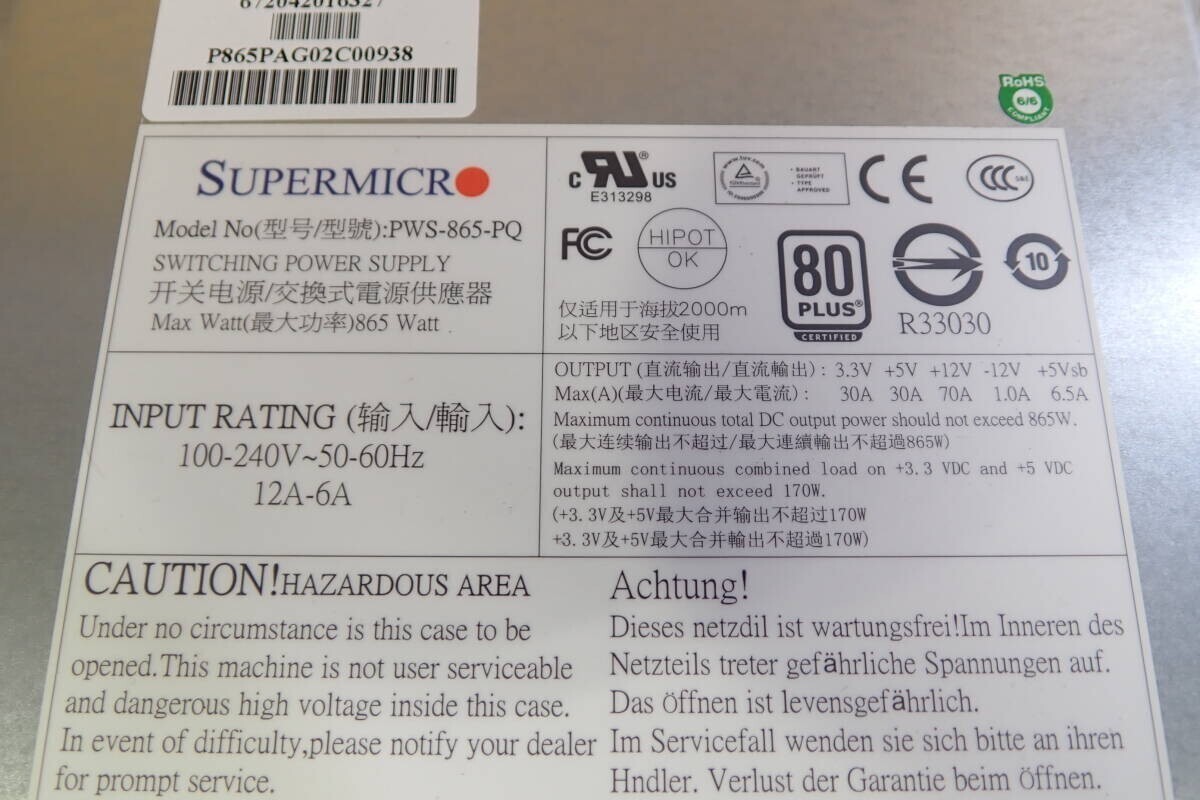 P865PAG02C00938
RoHS
6/6
COMPLIANT
SUPERMICR
Model No(型号/型號):PWS-865-PQ
SWITCHING POWER SUPPLY
开关电源/交換式電源供應器
Max Watt(最大功率)865 Watt
c RU US
E313298
BAUART
GEPRÜFT
TYPE
APPROVED
CE
CCC
S&E
FC
HIPOT
OK
80
PLUS®
CERTIFIED
R33030
10
仅适用于海拔2000m
以下地区安全使用
INPUT RATING (输入/輸入):
100-240V~50-60Hz
12A-6A
OUTPUT (直流输出/直流輸出): 3.3V +5V +12V -12V +5Vsb
Max(A)(最大电流/最大電流): 30A 30A 70A 1.0A 6.5A
Maximum continuous total DC output power should not exceed 865W.
(最大连续输出不超过/最大連續輸出不超過865W)
Maximum continuous combined load on +3.3 VDC and +5 VDC
output shall not exceed 170W.
(+3.3V及+5V最大合并输出不超过170W
+3.3V及+5V最大合并輸出不超過170W)
CAUTION!HAZARDOUS AREA
Under no circumstance is this case to be
opened.This machine is not user serviceable
and dangerous high voltage inside this case.
In event of difficulty,please notify your dealer
for prompt service.
Achtung!
Dieses netzdil ist wartungsfrei!Im Inneren des
Netzteils treter gefährliche Spannungen auf.
Das Öffnen ist levensgefährlich.
Im Servicefall wenden sie sich bitte an ihren
Hndler. Verlust der Garantie beim Öffnen.